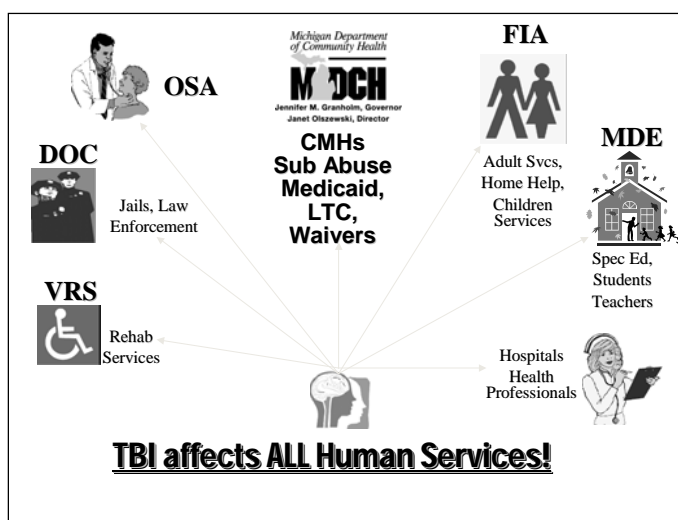 Michigan Department
of Community Health
MDCH
Jennifer M. Granholm, Governor
Janet Olszewski, Director
CMHs
Sub Abuse
Medicaid,
LTC,
Waivers
OSA
FIA
Adult Svcs,
Home Help,
Children
Services
DOC
Jails, Law
Enforcement
MDE
Spec Ed,
Students
Teachers
VRS
Rehab
Services
Hospitals
Health
Professionals
TBI affects ALL Human Services!